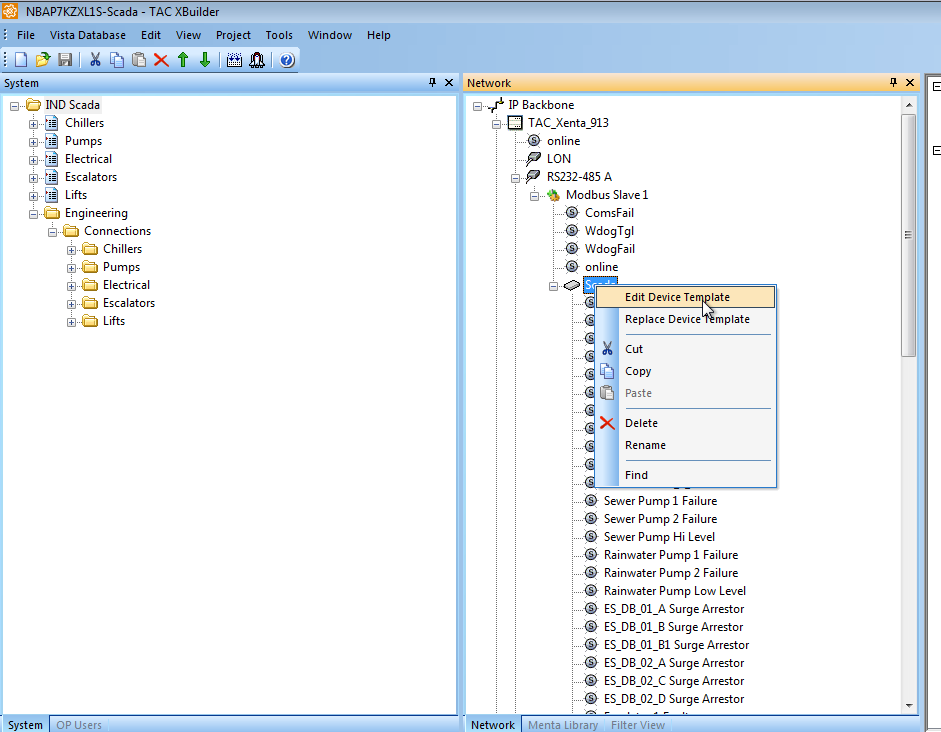 NBAP7KZXL1S-Scada - TAC XBuilder
File Vista Database Edit View Project Tools Window Help
System
IND Scada
Chillers
Pumps
Electrical
Escalators
Lifts
Engineering
Connections
Chillers
Pumps
Electrical
Escalators
Lifts
System OP Users
Network
IP Backbone
TAC_Xenta_913
online
LON
RS232-485 A
Modbus Slave1
ComsFail
WdogTgl
WdogFail
online
Scada
Edit Device Template
Replace Device Template
Cut
Copy
Paste
Delete
Rename
Find
Sewer Pump 1 Failure
Sewer Pump 2 Failure
Sewer Pump Hi Level
Rainwater Pump 1 Failure
Rainwater Pump 2 Failure
Rainwater Pump Low Level
ES_DB_01_A Surge Arrestor
ES_DB_01_B Surge Arrestor
ES_DB_01_B1 Surge Arrestor
ES_DB_02_A Surge Arrestor
ES_DB_02_C Surge Arrestor
ES_DB_02_D Surge Arrestor
Network Menta Library Filter View